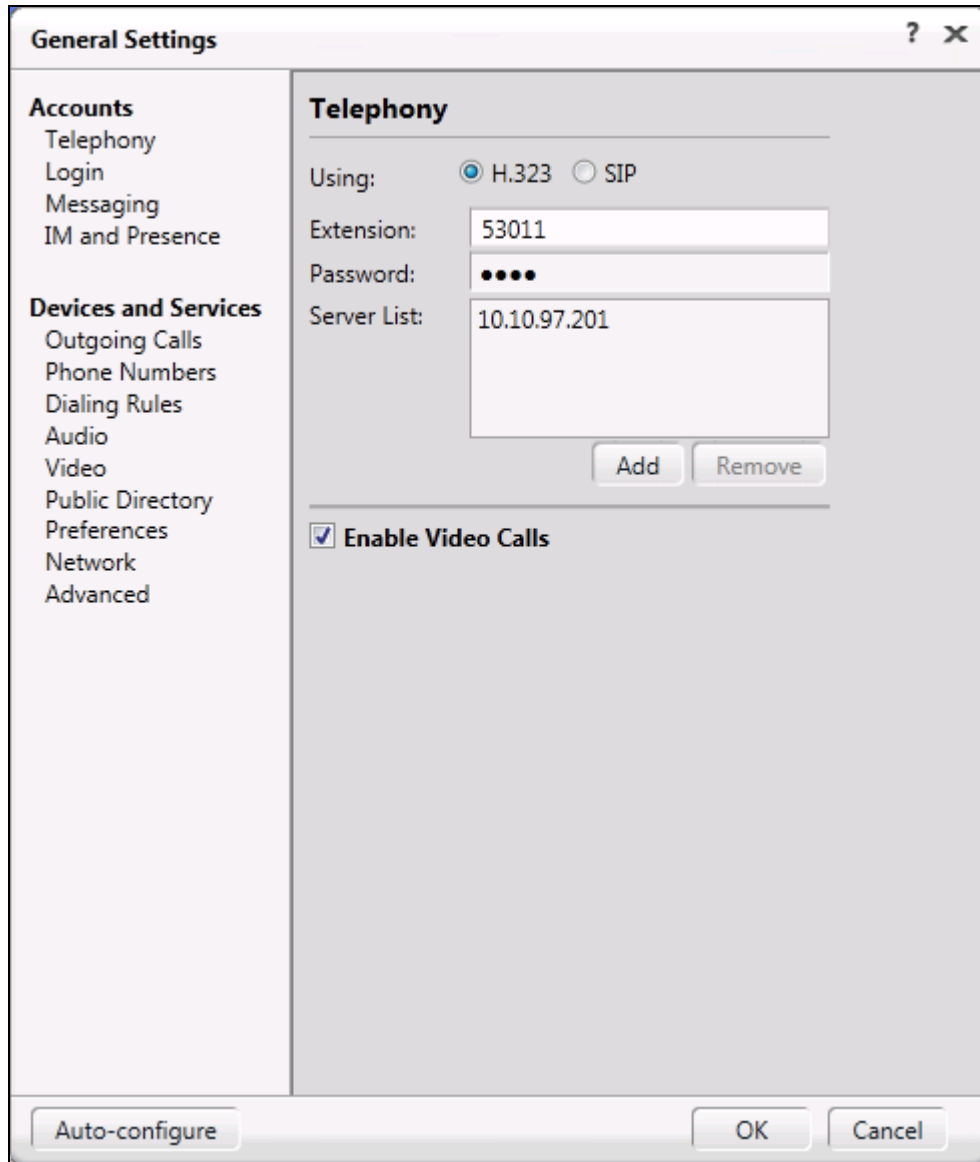 General Settings ?
Accounts
Telephony
Login
Messaging
IM and Presence
Devices and Services
Outgoing Calls
Phone Numbers
Dialing Rules
Audio
Video
Public Directory
Preferences
Network
Advanced
Telephony
Using: H.323 SIP
Extension: 53011
Password: ••••
Server List: 10.10.97.201
Add Remove
Enable Video Calls
Auto-configure OK Cancel